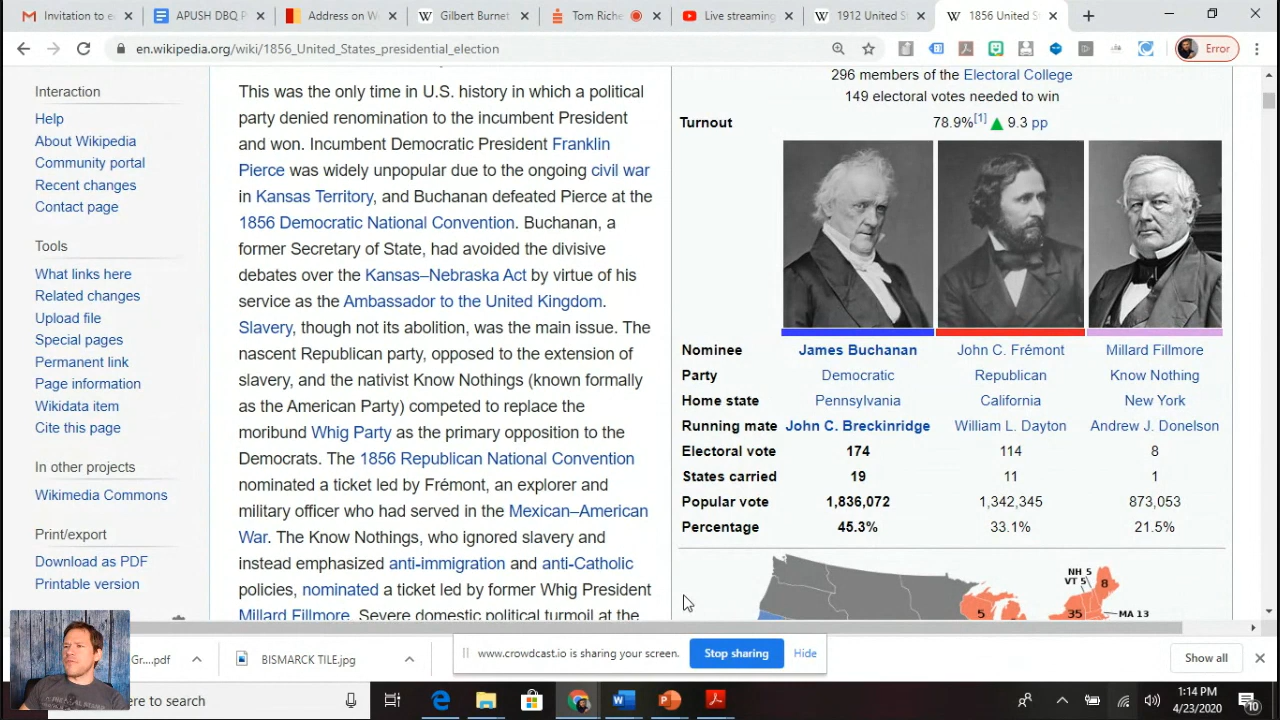 Invitation to e
APUSH DBQ P
Address on W
Gilbert Burnet
Tom Riche
Live streaming
1912 United S
1856 United S
en.wikipedia.org/wiki/1856_United_States_presidential_election
Error
Interaction
Help
About Wikipedia
Community portal
Recent changes
Contact page
Tools
What links here
Related changes
Upload file
Special pages
Permanent link
Page information
Wikidata item
Cite this page
In other projects
Wikimedia Commons
Print/export
Download as PDF
Printable version
This was the only time in U.S. history in which a political
party denied renomination to the incumbent President
and won. Incumbent Democratic President Franklin
Pierce was widely unpopular due to the ongoing civil war
in Kansas Territory, and Buchanan defeated Pierce at the
1856 Democratic National Convention. Buchanan, a
former Secretary of State, had avoided the divisive
debates over the Kansas–Nebraska Act by virtue of his
service as the Ambassador to the United Kingdom.
Slavery, though not its abolition, was the main issue. The
nascent Republican party, opposed to the extension of
slavery, and the nativist Know Nothings (known formally
as the American Party) competed to replace the
moribund Whig Party as the primary opposition to the
Democrats. The 1856 Republican National Convention
nominated a ticket led by Frémont, an explorer and
military officer who had served in the Mexican–American
War. The Know Nothings, who ignored slavery and
instead emphasized anti-immigration and anti-Catholic
policies, nominated a ticket led by former Whig President
Millard Fillmore. Severe domestic political turmoil at the
296 members of the Electoral College
149 electoral votes needed to win
Turnout 78.9%[1] ▲ 9.3 pp
Nominee James Buchanan John C. Frémont Millard Fillmore
Party Democratic Republican Know Nothing
Home state Pennsylvania California New York
Running mate John C. Breckinridge William L. Dayton Andrew J. Donelson
Electoral vote 174 114 8
States carried 19 11 1
Popular vote 1,836,072 1,342,345 873,053
Percentage 45.3% 33.1% 21.5%
NH 5
VT 5
8
5
35
MA 13
Gr....pdf
BISMARCK TILE.jpg
www.crowdcast.io is sharing your screen.
Stop sharing
Hide
Show all
here to search
1:14 PM
4/23/2020
10